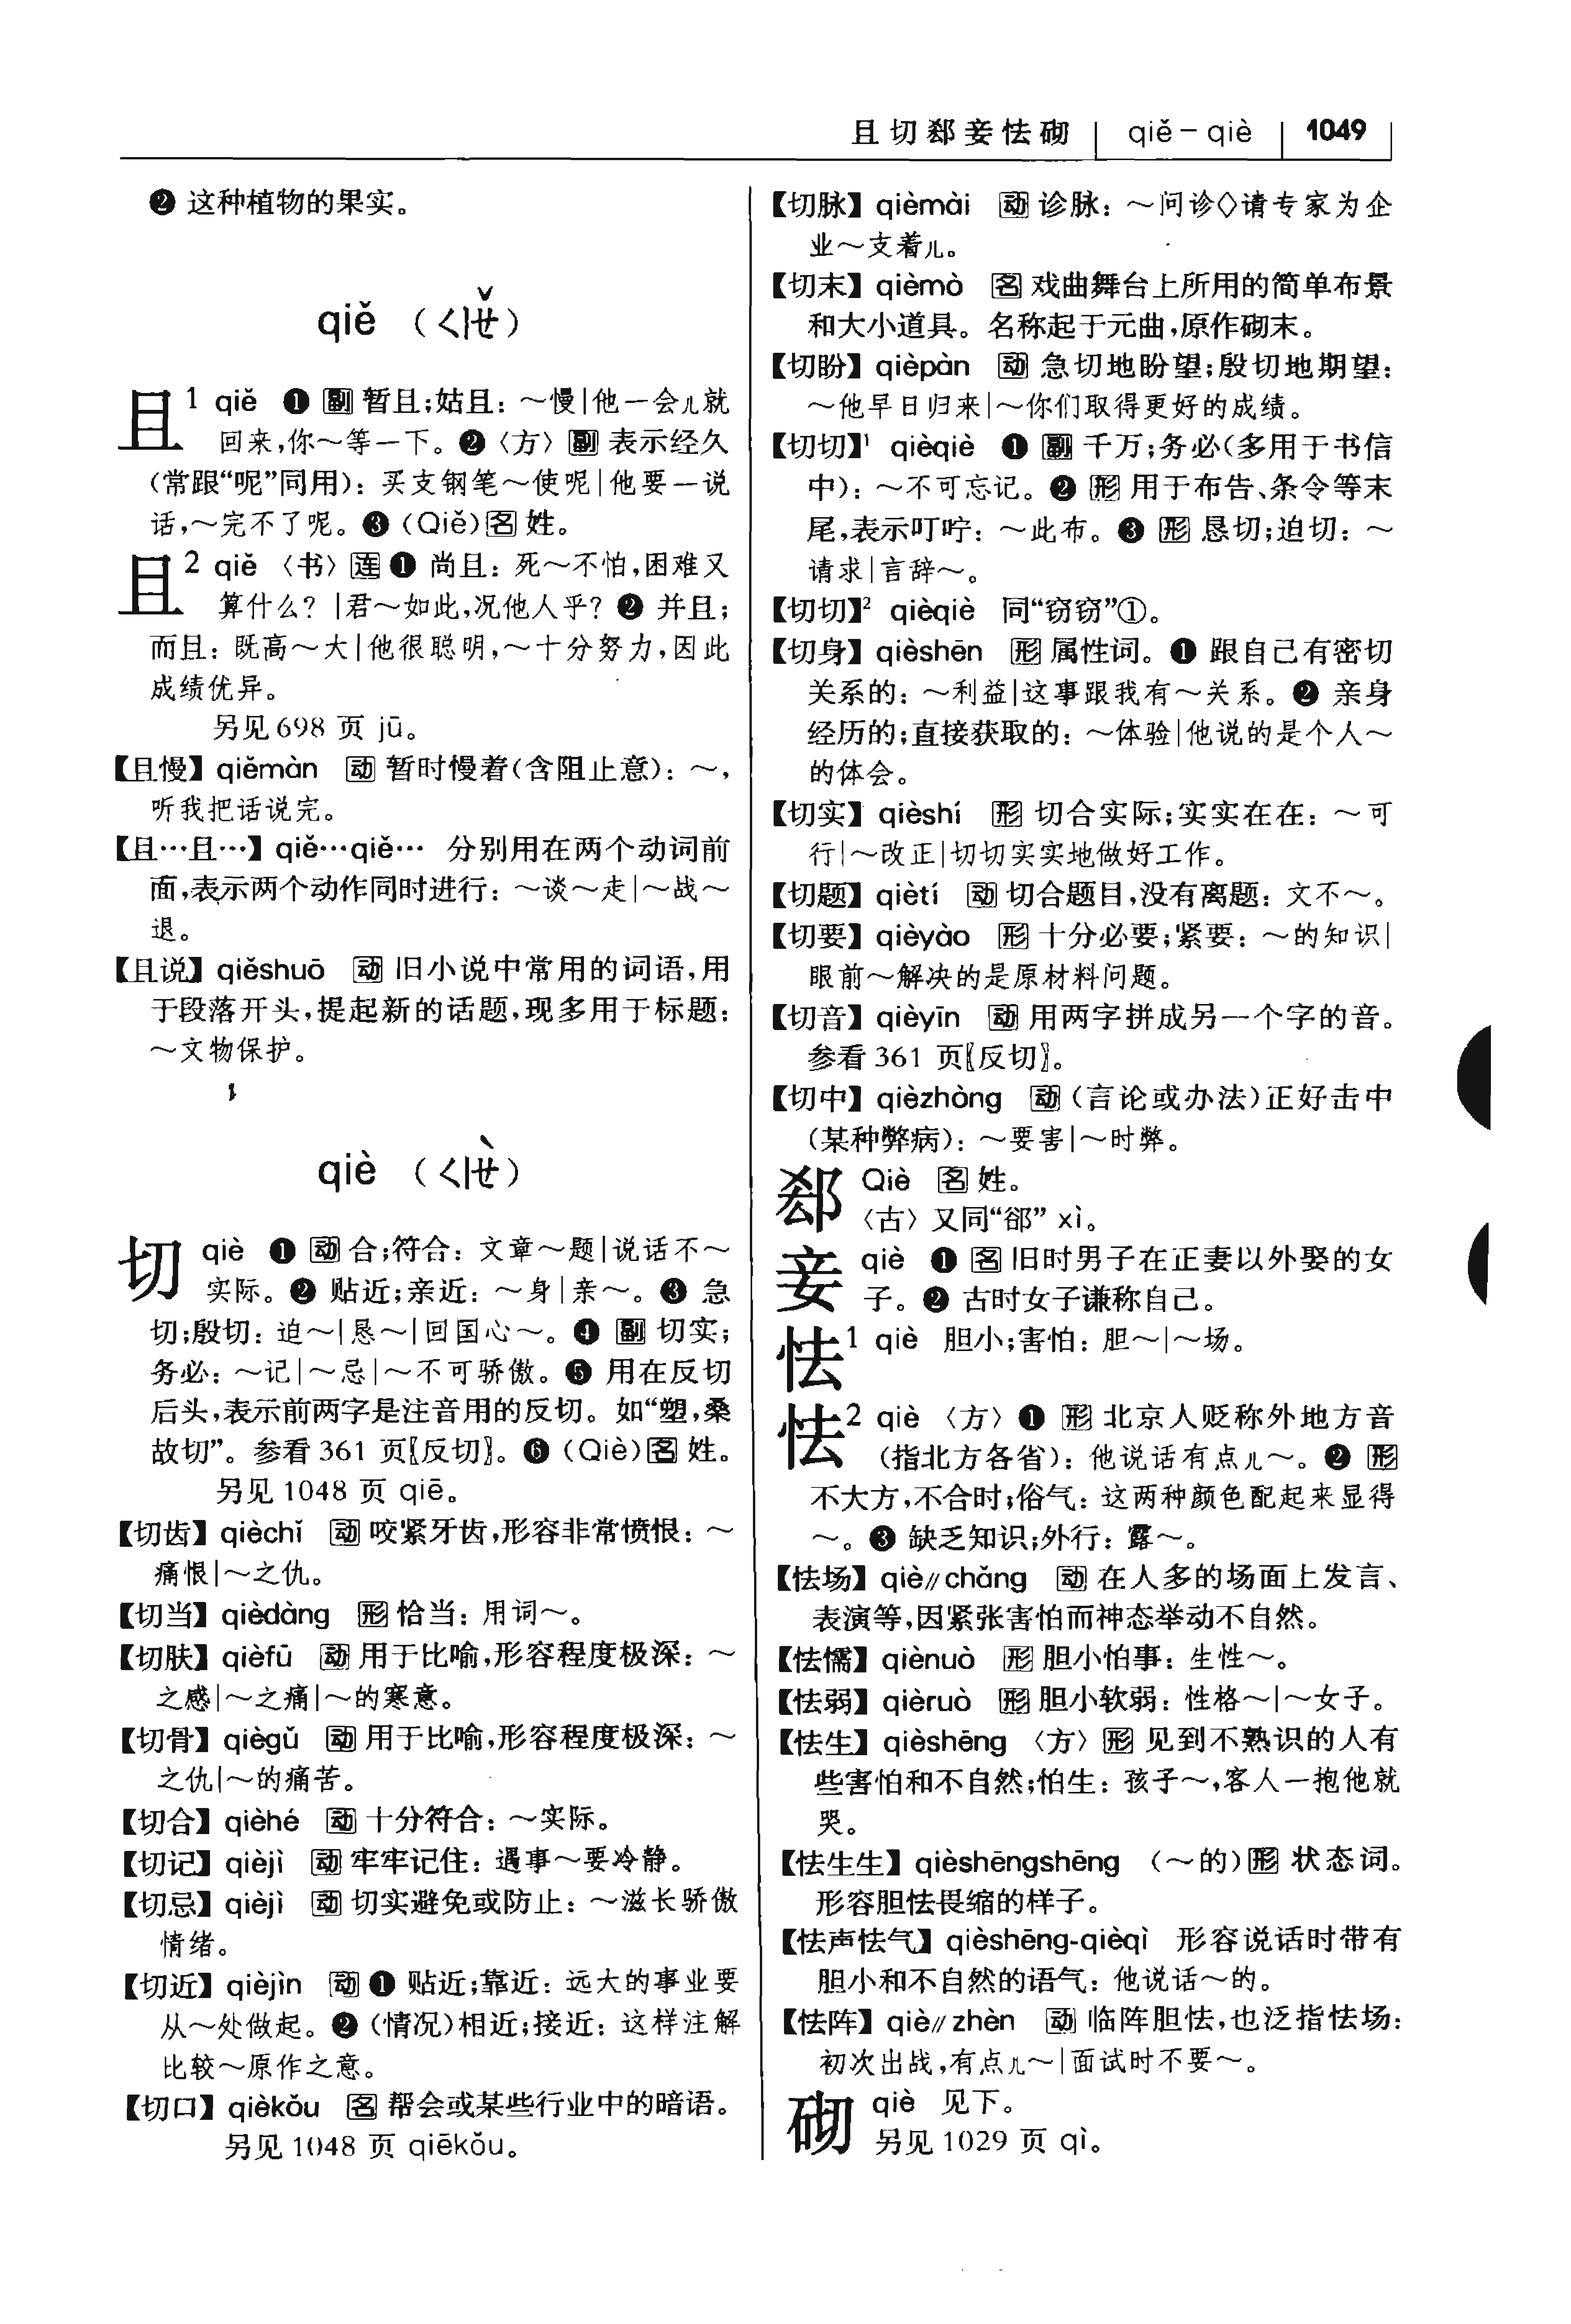 且切郄妾怯砌 qiě－qiè 1049
❷ 这种植物的果实。
qiě （ㄑㄧㄝˇ）
且1 qiě ❶ 副 暂且；姑且：～慢|他一会儿就
回来，你～等一下。❷〈方〉副 表示经久
（常跟“呢”同用）：买支钢笔～使呢|他要一说
话，～完不了呢。❸（Qiě）名 姓。
且2 qiě 〈书〉连 ❶ 尚且：死～不怕，困难又
算什么？|君～如此，况他人乎？❷ 并且；
而且：既高～大|他很聪明，～十分努力，因此
成绩优异。
另见 698 页 jū。
【且慢】qiěmàn 动 暂时慢着（含阻止意）：～，
听我把话说完。
【且…且…】qiě…qiě… 分别用在两个动词前
面，表示两个动作同时进行：～谈～走|～战～
退。
【且说】qiěshuō 动 旧小说中常用的词语，用
于段落开头，提起新的话题，现多用于标题：
～文物保护。
qiè （ㄑㄧㄝˋ）
切 qiè ❶ 动 合；符合：文章～题|说话不～
实际。❷ 贴近；亲近：～身|亲～。❸ 急
切；殷切：迫～|恳～|回国心～。❹ 副 切实；
务必：～记|～忌|～不可骄傲。❺ 用在反切
后头，表示前两字是注音用的反切。如“塑，桑
故切”。参看 361 页〖反切〗。❻（Qiè）名 姓。
另见 1048 页 qiē。
【切齿】qièchǐ 动 咬紧牙齿，形容非常愤恨：～
痛恨|～之仇。
【切当】qièdàng 形 恰当：用词～。
【切肤】qièfū 动 用于比喻，形容程度极深：～
之感|～之痛|～的寒意。
【切骨】qiègǔ 动 用于比喻，形容程度极深：～
之仇|～的痛苦。
【切合】qièhé 动 十分符合：～实际。
【切记】qièjì 动 牢牢记住：遇事～要冷静。
【切忌】qièjì 动 切实避免或防止：～滋长骄傲
情绪。
【切近】qièjìn 动 ❶ 贴近；靠近：远大的事业要
从～处做起。❷（情况）相近；接近：这样注解
比较～原作之意。
【切口】qièkǒu 名 帮会或某些行业中的暗语。
另见 1048 页 qiēkǒu。
【切脉】qièmài 动 诊脉：～问诊◇请专家为企
业～支着儿。
【切末】qièmò 名 戏曲舞台上所用的简单布景
和大小道具。名称起于元曲，原作砌末。
【切盼】qièpàn 动 急切地盼望；殷切地期望：
～他早日归来|～你们取得更好的成绩。
【切切】1 qièqiè ❶ 副 千万；务必（多用于书信
中）：～不可忘记。❷ 形 用于布告、条令等末
尾，表示叮咛：～此布。❸ 形 恳切；迫切：～
请求|言辞～。
【切切】2 qièqiè 同“窃窃”①。
【切身】qièshēn 形 属性词。❶ 跟自己有密切
关系的：～利益|这事跟我有～关系。❷ 亲身
经历的；直接获取的：～体验|他说的是个人～
的体会。
【切实】qièshí 形 切合实际；实实在在：～可
行|～改正|切切实实地做好工作。
【切题】qiètí 动 切合题目，没有离题：文不～。
【切要】qièyào 形 十分必要；紧要：～的知识|
眼前～解决的是原材料问题。
【切音】qièyīn 动 用两字拼成另一个字的音。
参看 361 页〖反切〗。
【切中】qièzhòng 动（言论或办法）正好击中
（某种弊病）：～要害|～时弊。
郄 Qiè 名 姓。
〈古〉又同“郤” xì。
妾 qiè ❶ 名 旧时男子在正妻以外娶的女
子。❷ 古时女子谦称自己。
怯1 qiè 胆小；害怕：胆～|～场。
怯2 qiè 〈方〉❶ 形 北京人贬称外地方音
（指北方各省）：他说话有点儿～。❷ 形
不大方，不合时；俗气：这两种颜色配起来显得
～。❸ 缺乏知识；外行：露～。
【怯场】qiè∥chǎng 动 在人多的场面上发言、
表演等，因紧张害怕而神态举动不自然。
【怯懦】qiènuò 形 胆小怕事：生性～。
【怯弱】qièruò 形 胆小软弱：性格～|～女子。
【怯生】qièshēng 〈方〉形 见到不熟识的人有
些害怕和不自然；怕生：孩子～，客人一抱他就
哭。
【怯生生】qièshēngshēng （～的）形 状态词。
形容胆怯畏缩的样子。
【怯声怯气】qièshēng-qièqì 形容说话时带有
胆小和不自然的语气：他说话～的。
【怯阵】qiè∥zhèn 动 临阵胆怯，也泛指怯场：
初次出战，有点儿～|面试时不要～。
砌 qiè 见下。
另见 1029 页 qì。